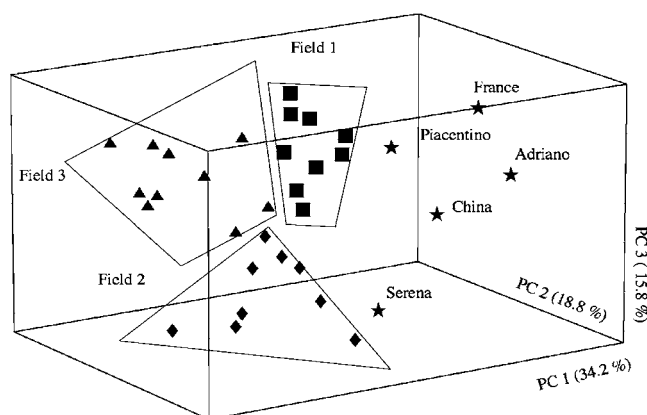 Field 1
France
Piacentino
Adriano
Field 3
China
Field 2
PC 3 ( 15.8 %)
PC 2 (18.8 %)
Serena
PC 1 (34.2 %)